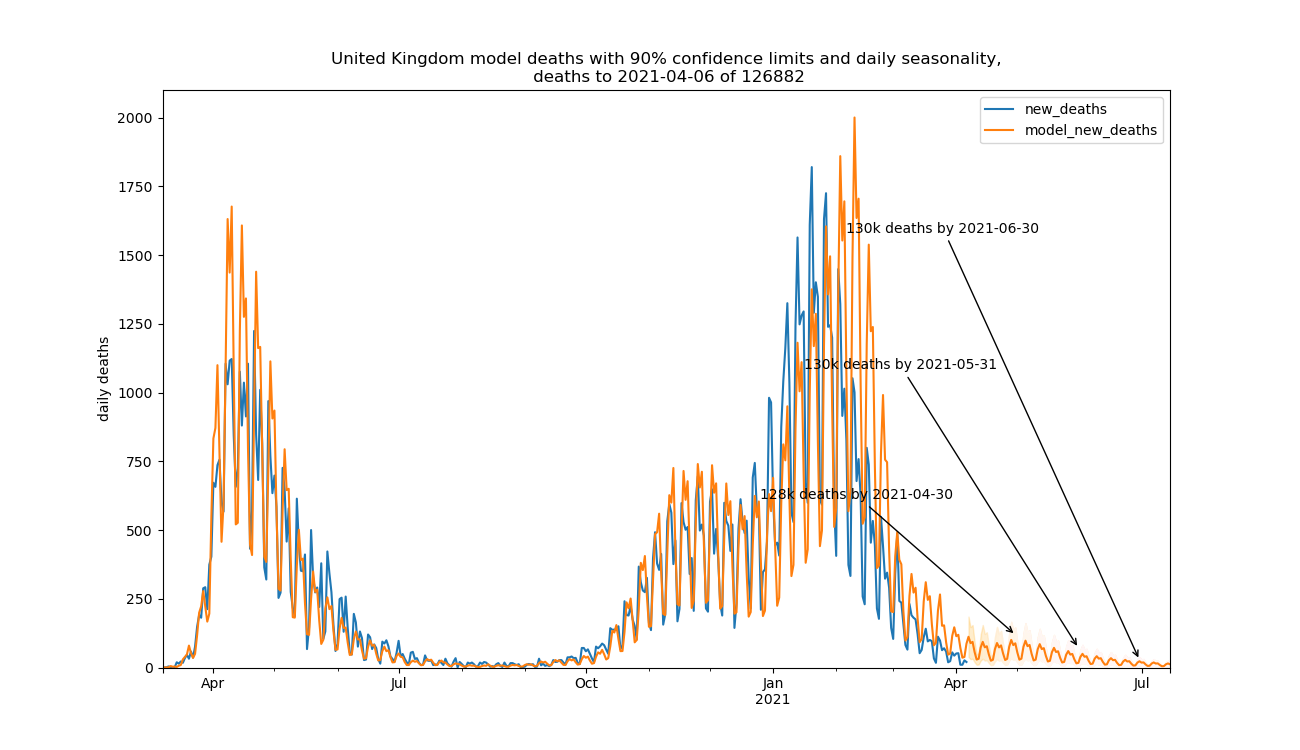 United Kingdom model deaths with 90% confidence limits and daily seasonality,
deaths to 2021-04-06 of 126882
new_deaths
model_new_deaths
2000
1750
1500
1250
1000
750
500
250
0
daily deaths
130k deaths by 2021-06-30
130k deaths by 2021-05-31
128k deaths by 2021-04-30
Apr
Jul
Oct
Jan
2021
Apr
Jul